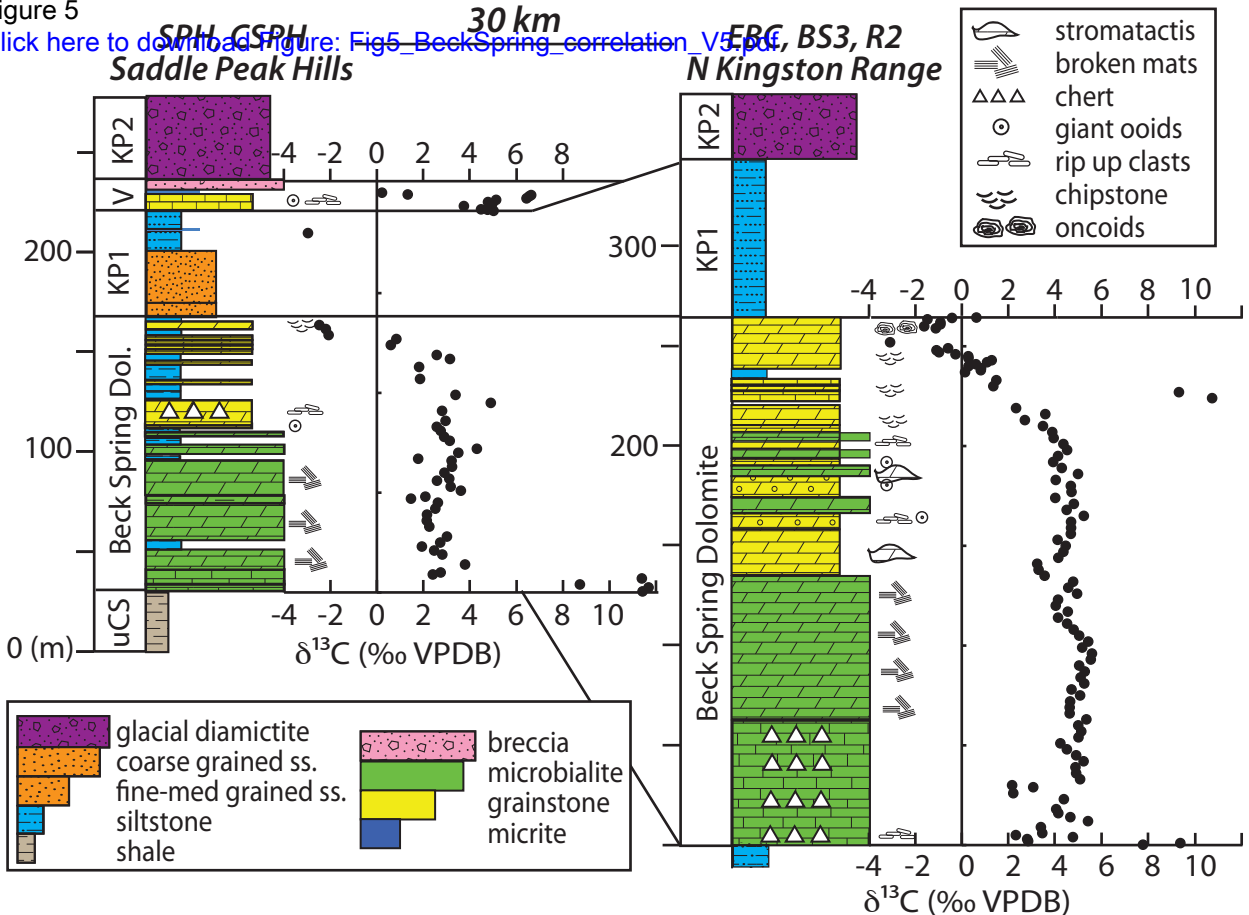 igure 5
lick here to download Figure: Fig5_BeckSpring_correlation_V5.pdf
SPH, CSPH
Saddle Peak Hills
30 km
EBC, BS3, R2
N Kingston Range
stromatactis
broken mats
chert
giant ooids
rip up clasts
chipstone
oncoids
KP2
V
KP1
Beck Spring Dol.
uCS
200
100
0 (m)
-4 -2 0 2 4 6 8
-4 -2 0 2 4 6 8 10
δ¹³C (‰ VPDB)
KP2
KP1
Beck Spring Dolomite
300
200
-4 -2 0 2 4 6 8 10
-4 -2 0 2 4 6 8 10
δ¹³C (‰ VPDB)
glacial diamictite
coarse grained ss.
fine-med grained ss.
siltstone
shale
breccia
microbialite
grainstone
micrite